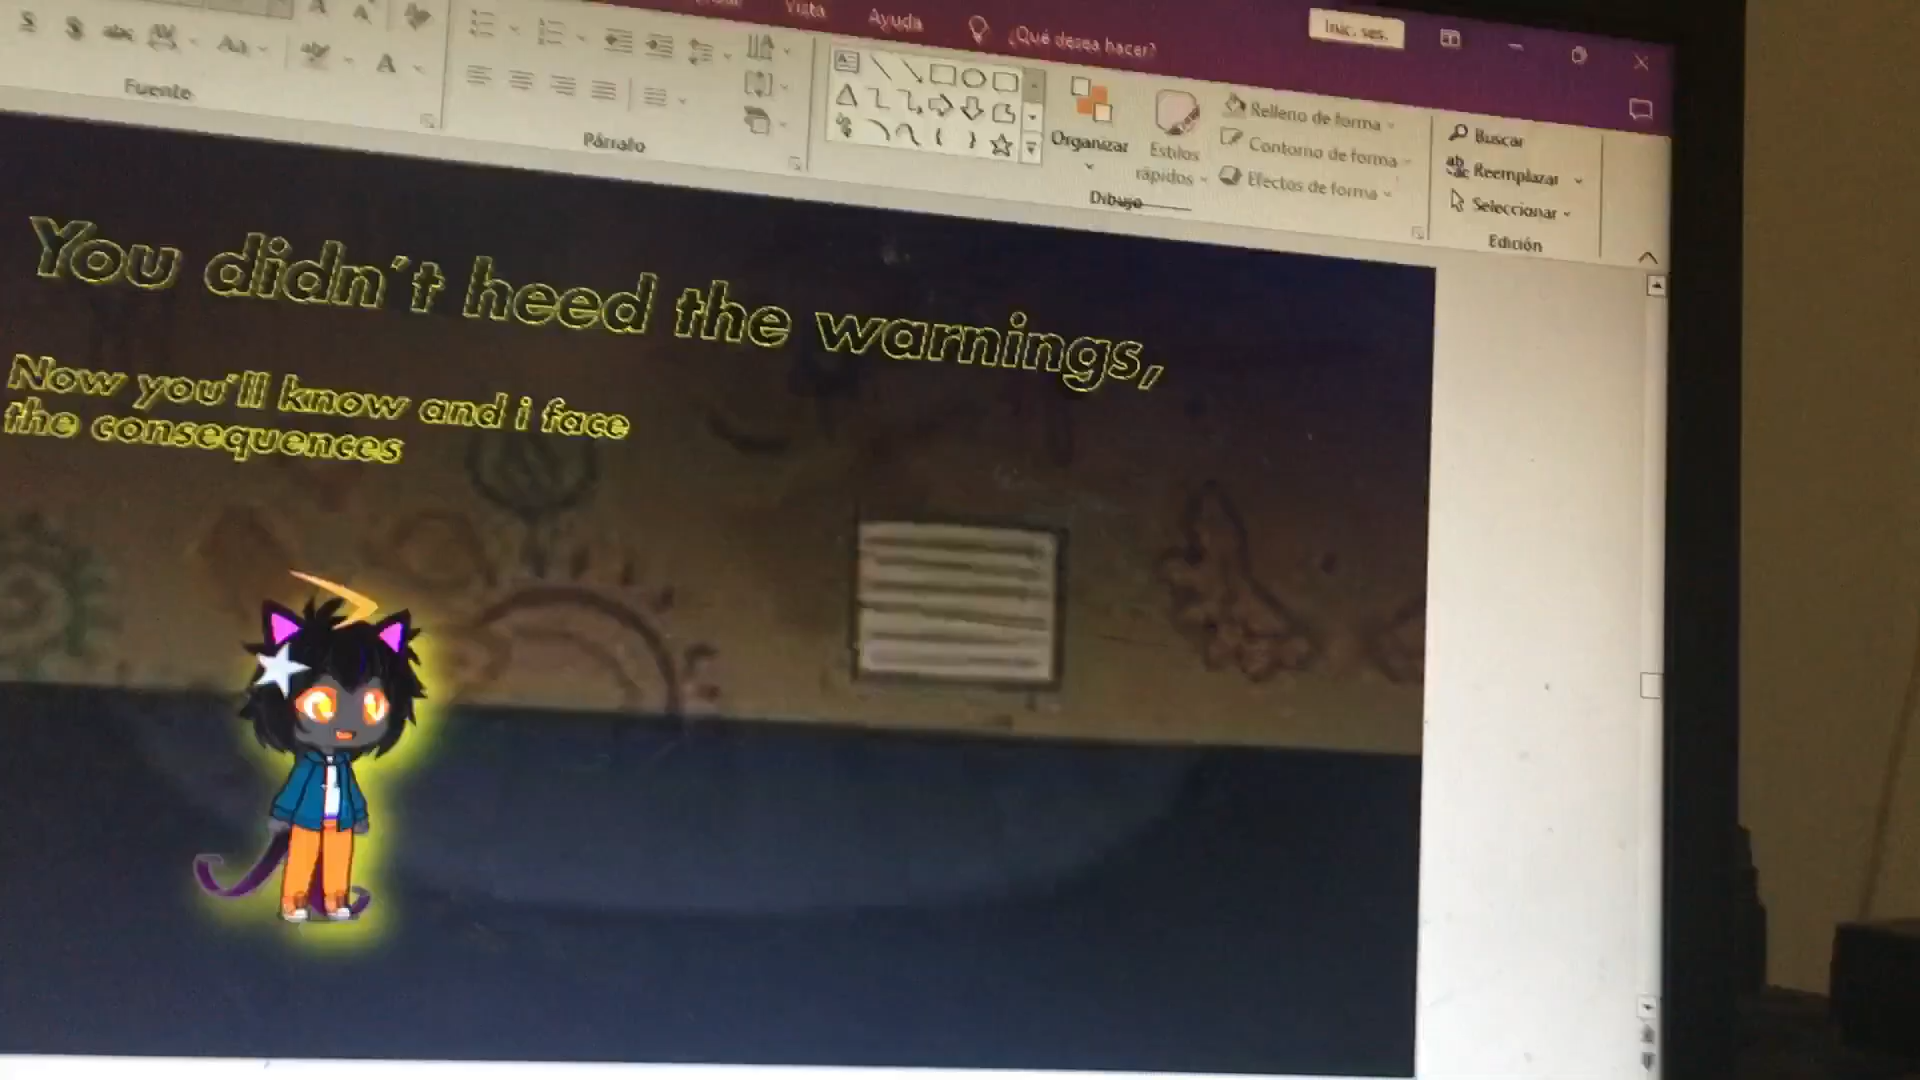 Vista
Ayuda
¿Qué desea hacer?
Inic. ses.
Fuente
Párrafo
Organizar
Estilos
rápidos
Relleno de forma
Contorno de forma
Efectos de forma
Dibujo
Buscar
Reemplazar
Seleccionar
Edición
You didn´t heed the warnings,
Now you´ll know and i face
the consequences